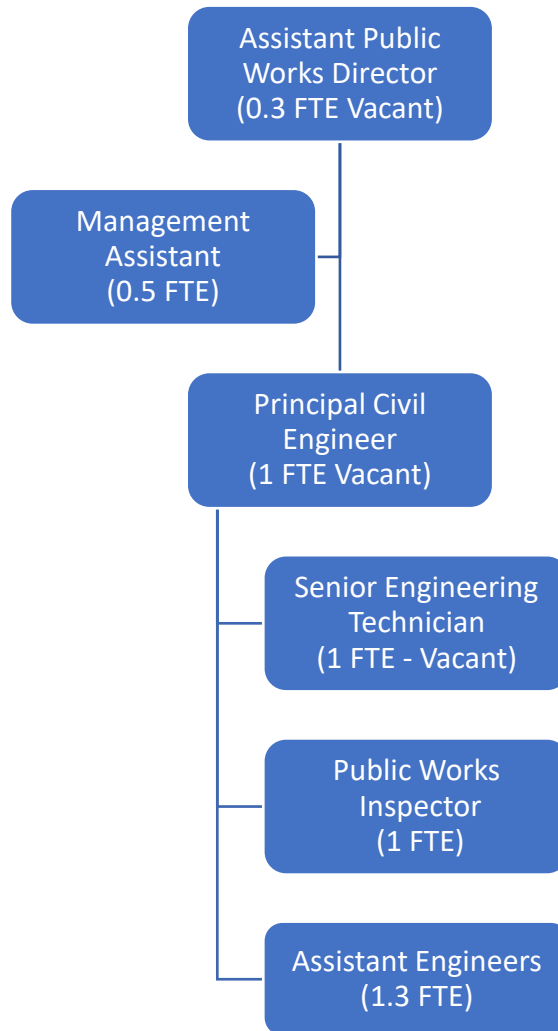 Assistant Public
Works Director
(0.3 FTE Vacant)
Management
Assistant
(0.5 FTE)
Principal Civil
Engineer
(1 FTE Vacant)
Senior Engineering
Technician
(1 FTE - Vacant)
Public Works
Inspector
(1 FTE)
Assistant Engineers
(1.3 FTE)